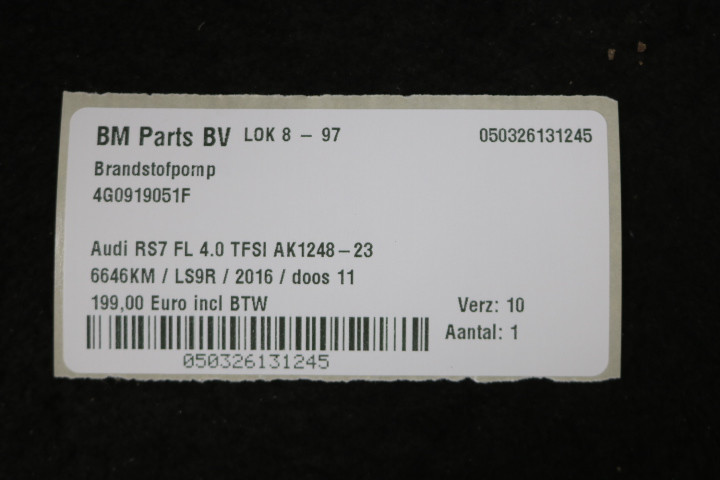 BM Parts BV LOK 8 - 97 050326131245
Brandstofpomp
4G0919051F
Audi RS7 FL 4.0 TFSI AK1248-23
6646KM / LS9R / 2016 / doos 11
199,00 Euro incl BTW Verz: 10
Aantal: 1
050326131245